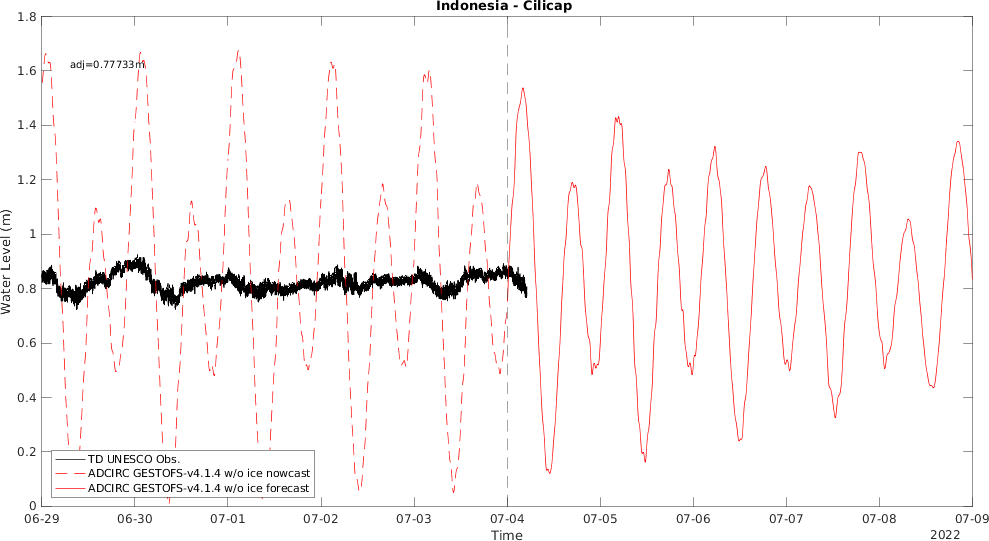 Indonesia - Cilicap
1.8
1.6
1.4
1.2
1
0.8
0.6
0.4
0.2
0
Water Level (m)
adj=0.77733m
TD UNESCO Obs.
ADCIRC GESTOFS-v4.1.4 w/o ice nowcast
ADCIRC GESTOFS-v4.1.4 w/o ice forecast
06-29 06-30 07-01 07-02 07-03 07-04 07-05 07-06 07-07 07-08 07-09
Time
2022